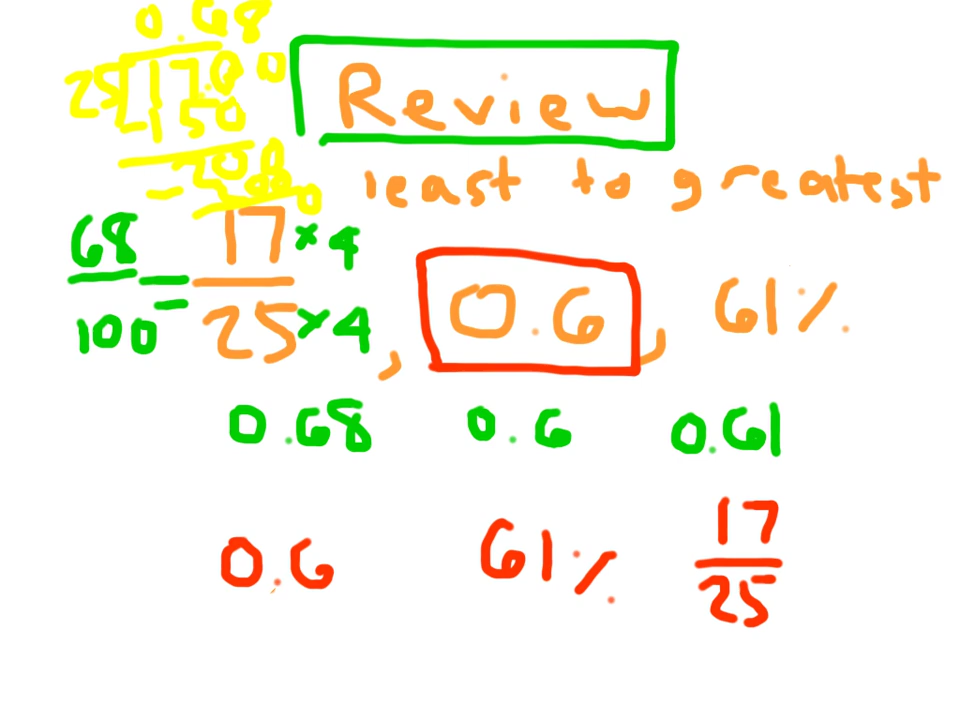 0.68
25 17.00
Review
150
200
least to greatest
0
68/100 = 17/25 ×4 ×4 , 0.6 , 61%
0.68 0.6 0.61
0.6 61% 17/25